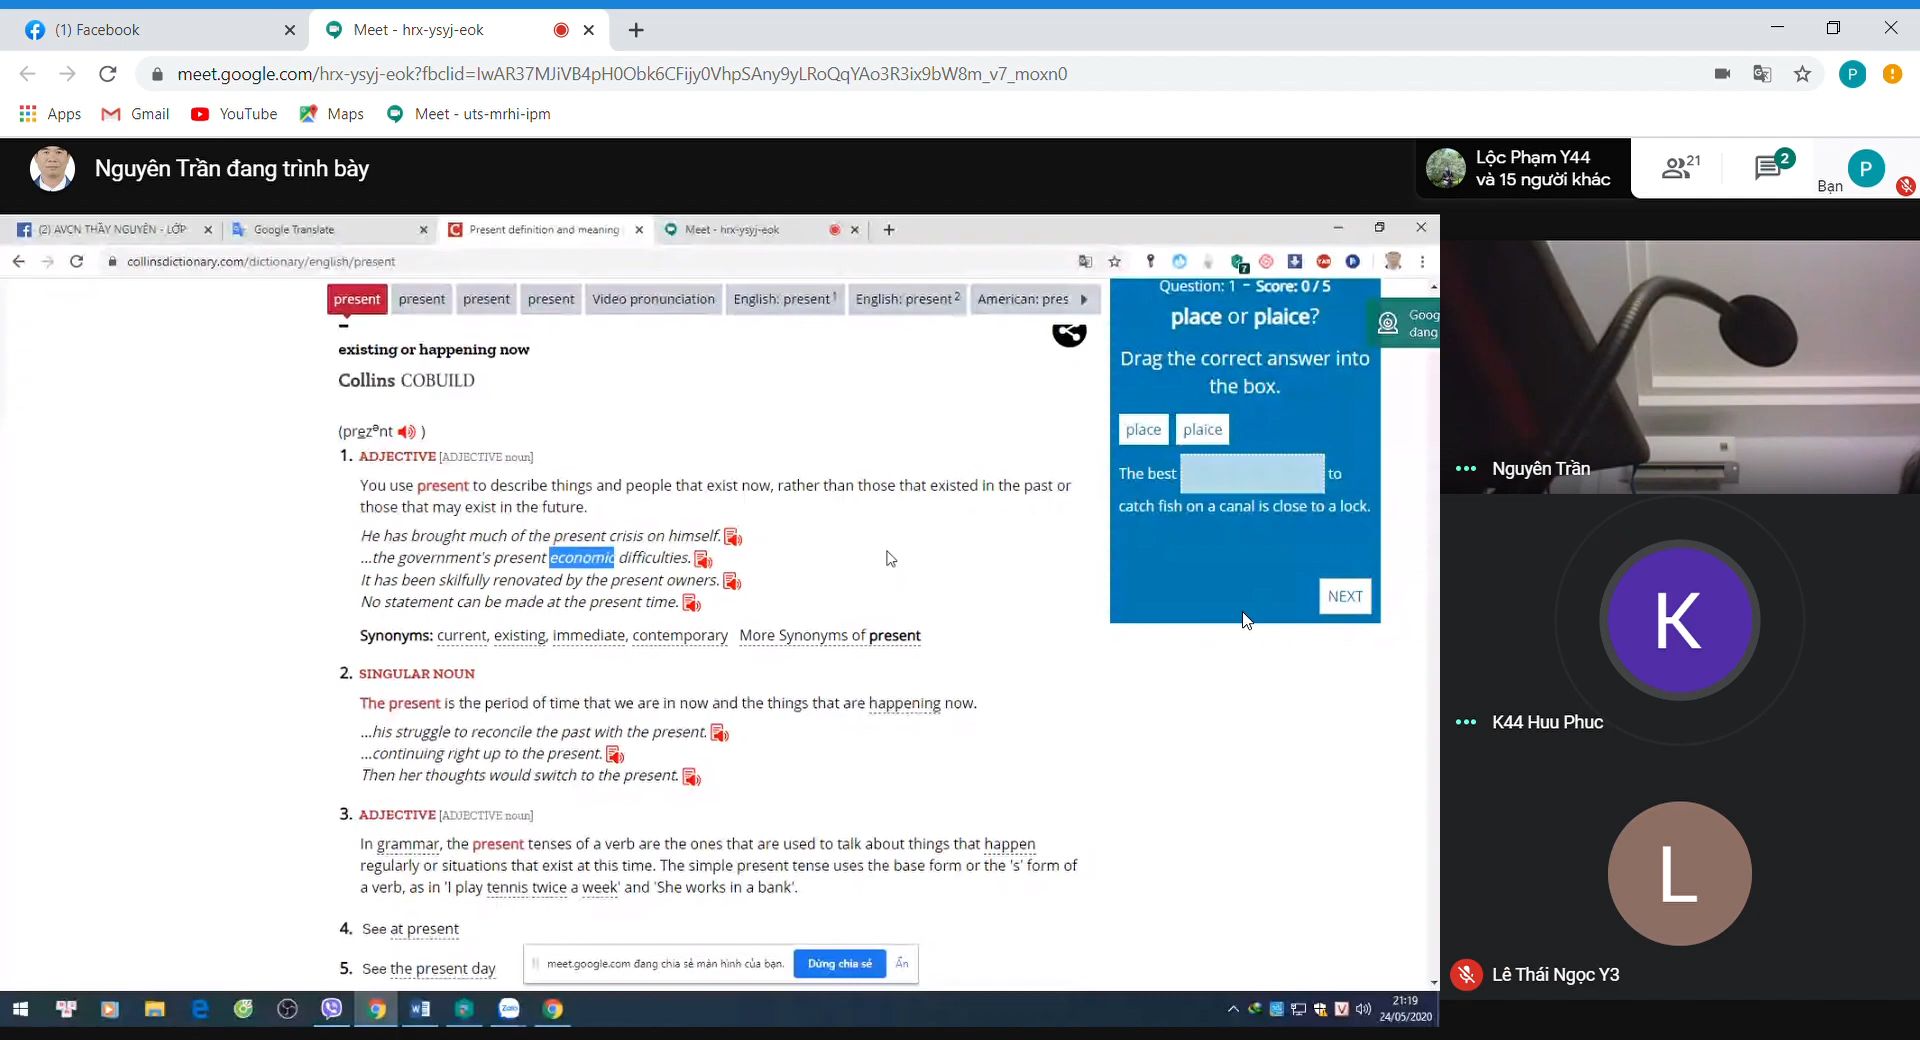 (1) Facebook
Meet - hrx-ysyj-eok
meet.google.com/hrx-ysyj-eok?fbclid=IwAR37MJiVB4pH0Obk6CFijy0VhpSAny9yLRoQqYAo3R3ix9bW8m_v7_moxn0
P
Apps
Gmail
YouTube
Maps
Meet - uts-mrhi-ipm
Nguyên Trần đang trình bày
Lộc Phạm Y44
và 15 người khác
21
2
Bạn
P
(2) AVCN THẦY NGUYÊN - LỚP
Google Translate
Present definition and meaning
Meet - hrx-ysyj-eok
collinsdictionary.com/dictionary/english/present
7
present
present
present
present
Video pronunciation
English: present 1
English: present 2
American: pres
existing or happening now
Collins COBUILD
(prezənt )
1. ADJECTIVE [ADJECTIVE noun]
You use present to describe things and people that exist now, rather than those that existed in the past or
those that may exist in the future.
He has brought much of the present crisis on himself.
...the government's present economic difficulties.
It has been skilfully renovated by the present owners.
No statement can be made at the present time.
Synonyms: current, existing, immediate, contemporary More Synonyms of present
2. SINGULAR NOUN
The present is the period of time that we are in now and the things that are happening now.
...his struggle to reconcile the past with the present.
...continuing right up to the present.
Then her thoughts would switch to the present.
3. ADJECTIVE [ADJECTIVE noun]
In grammar, the present tenses of a verb are the ones that are used to talk about things that happen
regularly or situations that exist at this time. The simple present tense uses the base form or the 's' form of
a verb, as in 'I play tennis twice a week' and 'She works in a bank'.
4. See at present
5. See the present day
Question: 1 - Score: 0 / 5
place or plaice?
Drag the correct answer into
the box.
place
plaice
The best to
catch fish on a canal is close to a lock.
NEXT
Goog
đang
meet.google.com đang chia sẻ màn hình của bạn.
Dừng chia sẻ
Ẩn
Zalo
V
21:19
24/05/2020
Nguyên Trần
K
K44 Huu Phuc
L
Lê Thái Ngọc Y3